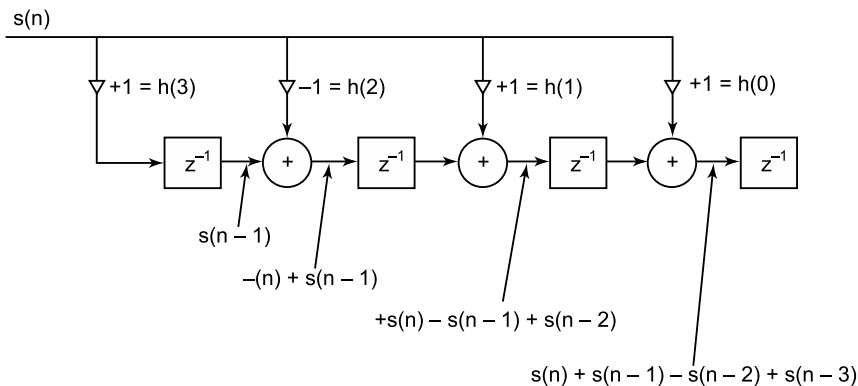 s(n)
+1 = h(3)
–1 = h(2)
+1 = h(1)
+1 = h(0)
z⁻¹
+
z⁻¹
+
z⁻¹
+
z⁻¹
s(n – 1)
–(n) + s(n – 1)
+s(n) – s(n – 1) + s(n – 2)
s(n) + s(n – 1) – s(n – 2) + s(n – 3)